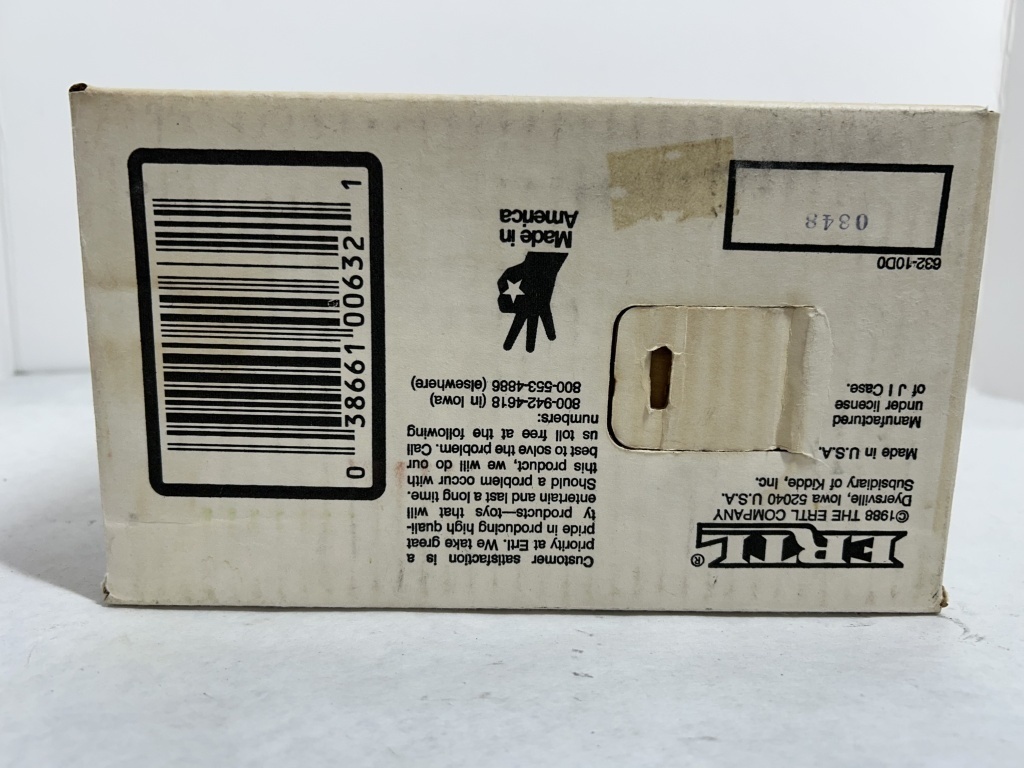 ERTL®
©1988 THE ERTL COMPANY
Dyersville, Iowa 52040 U.S.A.
Subsidiary of Kidde, Inc.
Made in U.S.A.
Manufactured
under license
of J I Case.
632-10D0
0348
Customer satisfaction is a
priority at Ertl. We take great
pride in producing high quali-
ty products—toys that will
entertain and last a long time.
Should a problem occur with
this product, we will do our
best to solve the problem. Call
us toll free at the following
numbers:
800-942-4618 (in Iowa)
800-553-4886 (elsewhere)
Made in
America
0 38661 00632 1